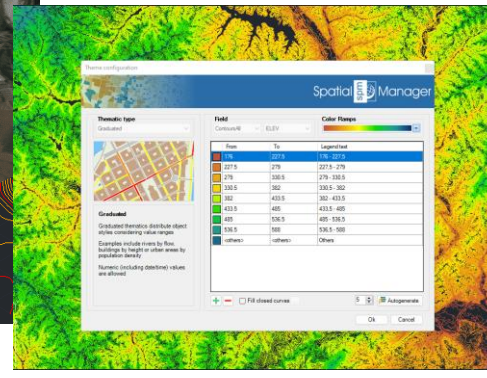 Theme configuration
Spatial spm Manager
Thematic type
Field
Color Ramps
Graduated
ContoursAll
ELEV
From To Legend text
176 227.5 176 - 227.5
227.5 279 227.5 - 279
279 330.5 279 - 330.5
330.5 382 330.5 - 382
382 433.5 382 - 433.5
433.5 485 433.5 - 485
485 536.5 485 - 536.5
536.5 588 536.5 - 588
<others> <others> Others
Graduated
Graduated thematics distribute object
styles considering value ranges
Examples include rivers by flow,
buildings by height or urban areas by
population density
Numeric (including date/time) values
are allowed
Fill closed curves
5
Autogenerate
Ok
Cancel